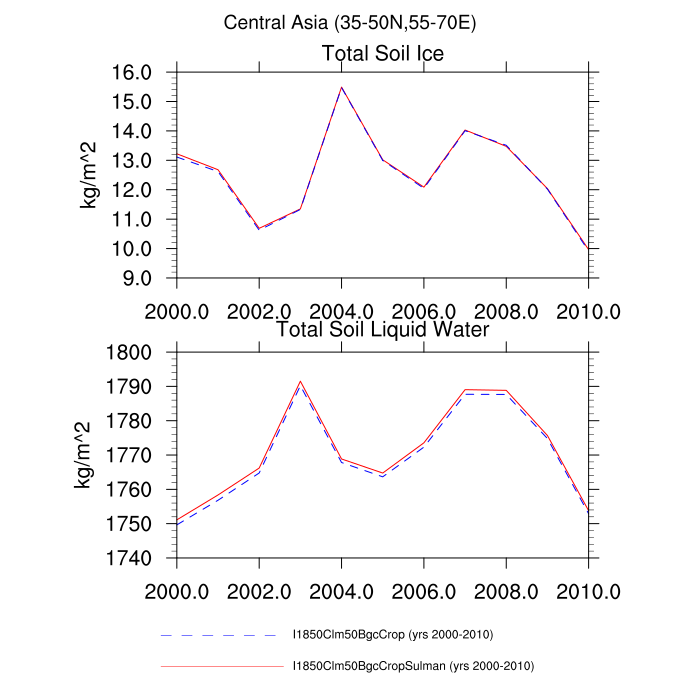 Central Asia (35-50N,55-70E)
Total Soil Ice
16.0
15.0
14.0
13.0
12.0
11.0
10.0
9.0
kg/m^2
2000.0 2002.0 2004.0 2006.0 2008.0 2010.0
Total Soil Liquid Water
1800
1790
1780
1770
1760
1750
1740
kg/m^2
2000.0 2002.0 2004.0 2006.0 2008.0 2010.0
I1850Clm50BgcCrop (yrs 2000-2010)
I1850Clm50BgcCropSulman (yrs 2000-2010)